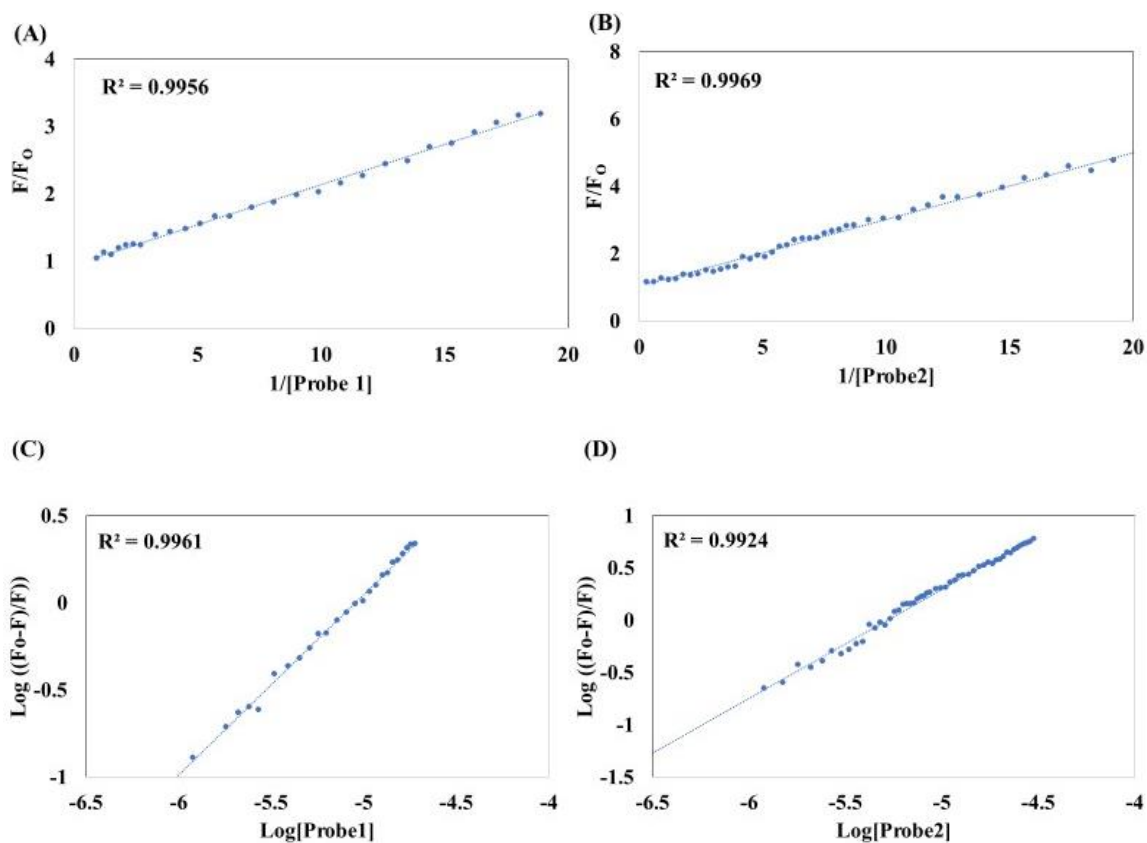 (A)
R² = 0.9956
F/F₀
4
3
2
1
0
0 5 10 15 20
1/[Probe 1]
(B)
R² = 0.9969
F/F₀
8
6
4
2
0
0 5 10 15 20
1/[Probe2]
(C)
R² = 0.9961
Log ((Fo-F)/F))
0.5
0
-0.5
-1
-6.5 -6 -5.5 -5 -4.5 -4
Log[Probe1]
(D)
R² = 0.9924
Log ((Fo-F)/F))
1
0.5
0
-0.5
-1
-1.5
-6.5 -6 -5.5 -5 -4.5 -4
Log[Probe2]